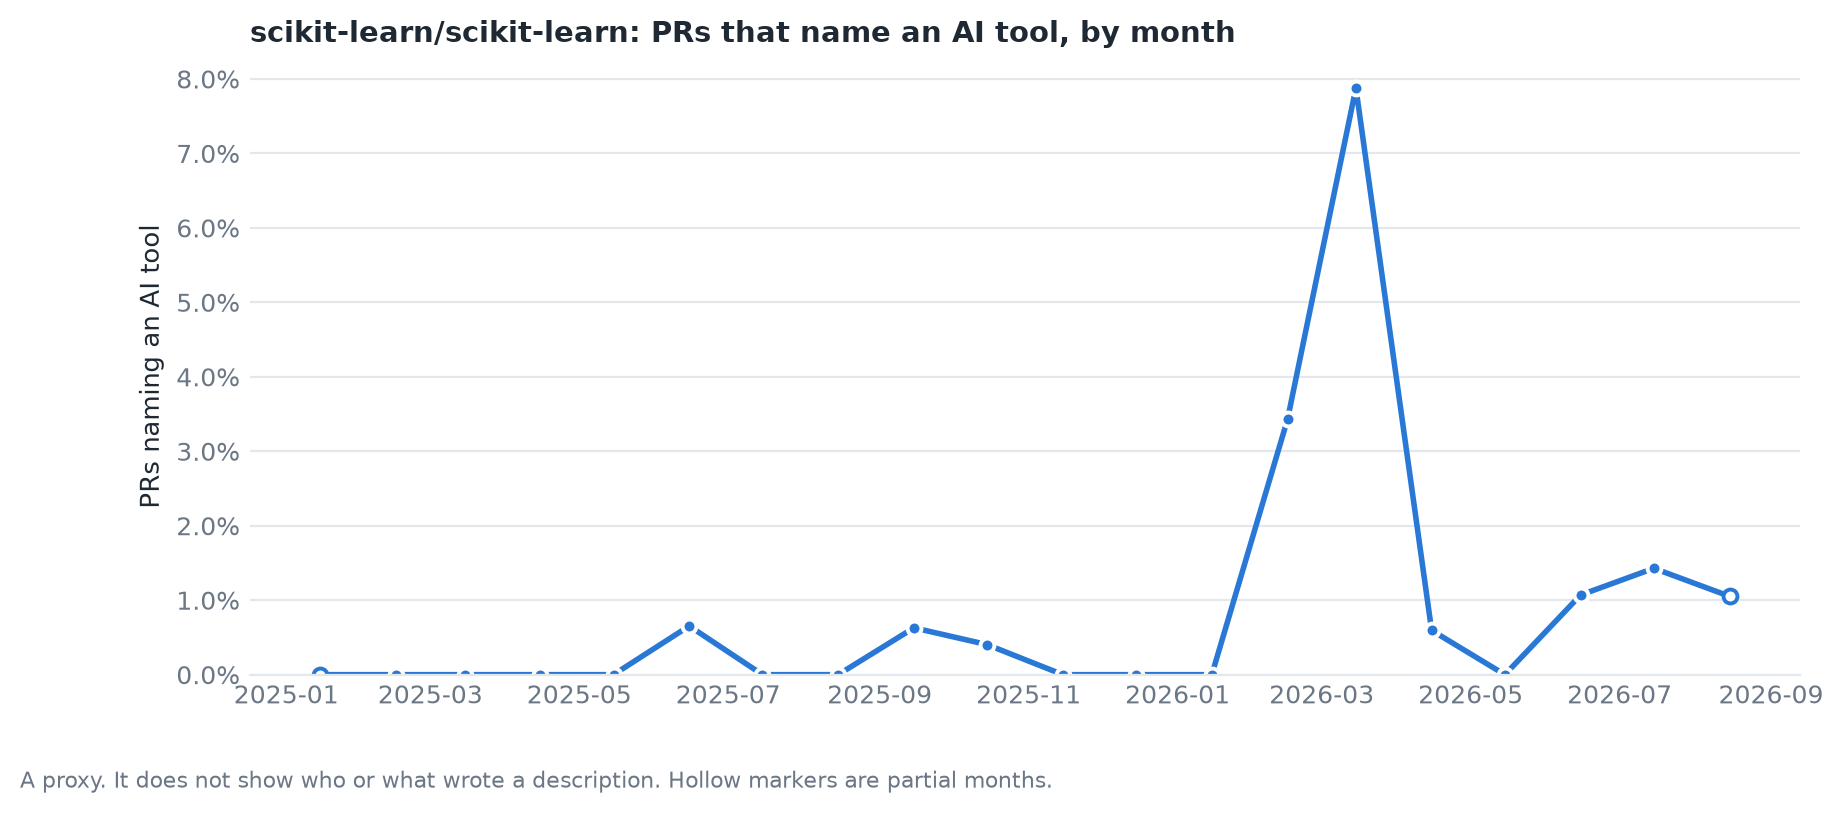 scikit-learn/scikit-learn: PRs that name an AI tool, by month
PRs naming an AI tool
8.0%
7.0%
6.0%
5.0%
4.0%
3.0%
2.0%
1.0%
0.0%
2025-01 2025-03 2025-05 2025-07 2025-09 2025-11 2026-01 2026-03 2026-05 2026-07 2026-09
A proxy. It does not show who or what wrote a description. Hollow markers are partial months.